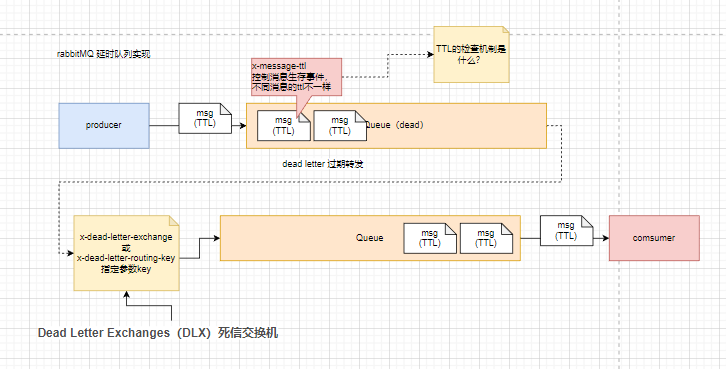 rabbitMQ 延时队列实现
TTL的检查机制是
什么?
x-message-ttl
控制消息生存事件,
不同消息的ttl不一样
producer
msg
(TTL)
msg
(TTL)
msg
(TTL)
Queue（dead）
dead letter 过期转发
x-dead-letter-exchange
或
x-dead-letter-routing-key
指定参数key
Queue
msg
(TTL)
msg
(TTL)
msg
(TTL)
comsumer
Dead Letter Exchanges（DLX）死信交换机